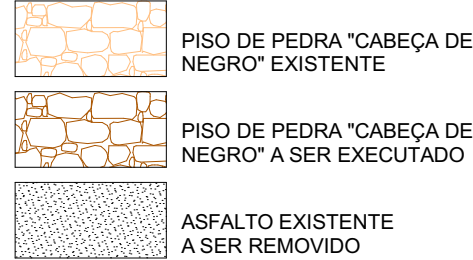 PISO DE PEDRA "CABEÇA DE
NEGRO" EXISTENTE
PISO DE PEDRA "CABEÇA DE
NEGRO" A SER EXECUTADO
ASFALTO EXISTENTE
A SER REMOVIDO